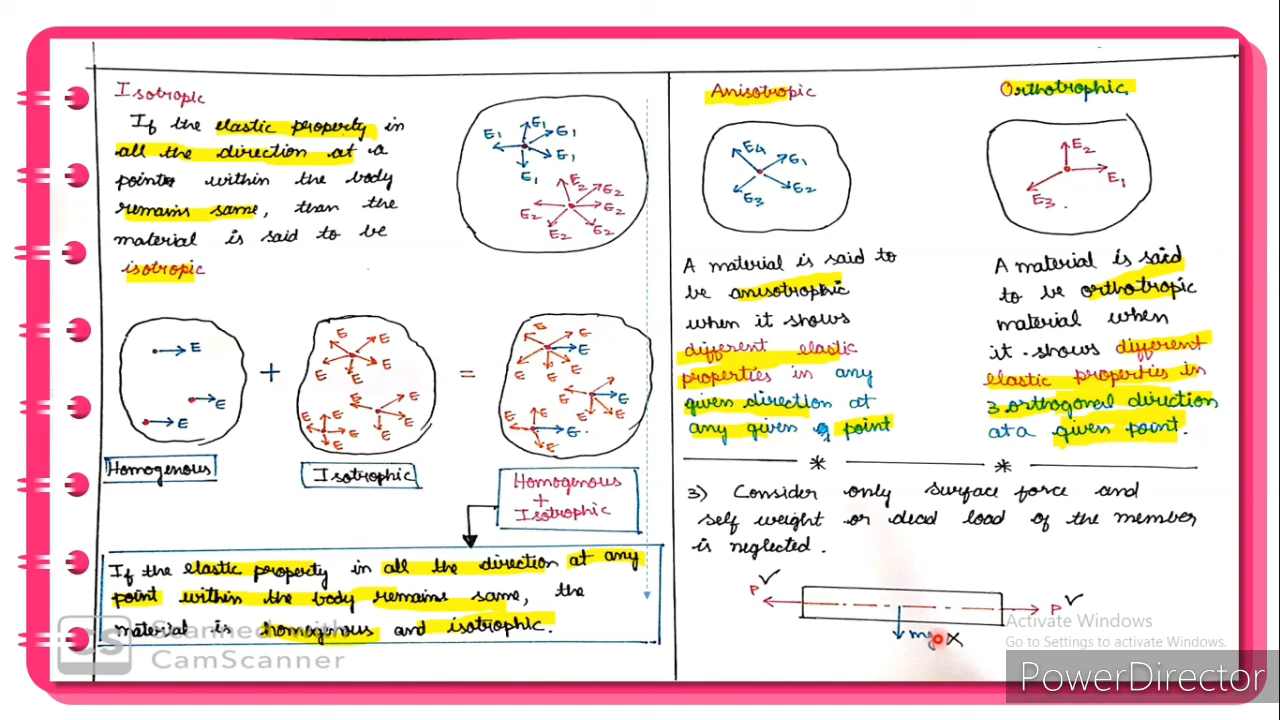 Isotropic
If the elastic property in
all the direction at a
point within the body
remains same, than the
material is said to be
isotropic
E1 E1 E1
E1
E1
E2 E2
E2 E2
E2 E2
E
E
E
Homogenous
+
E E
E E E
E E
E E
E E
Isotrophic
=
E E
E E
E E E
E E
E E
E E
Homogenous
+
Isotrophic
If the elastic property in all the direction at any
point within the body remains same, the
material is homogenous and isotrophic.
CS Scanned with
CamScanner
Anisotropic
E4 E1
E3 E2
A material is said to
be anisotrophic
when it shows
different elastic
properties in any
given direction at
any given point
Orthotrophic
E2
E1
E3
A material is said
to be orthotropic
material when
it shows different
elastic properties in
3 orthogonal direction
at a given point.
3) Consider only surface force and
self weight or dead load of the member
is neglected.
P P
mg X
Activate Windows
Go to Settings to activate Windows.
PowerDirector